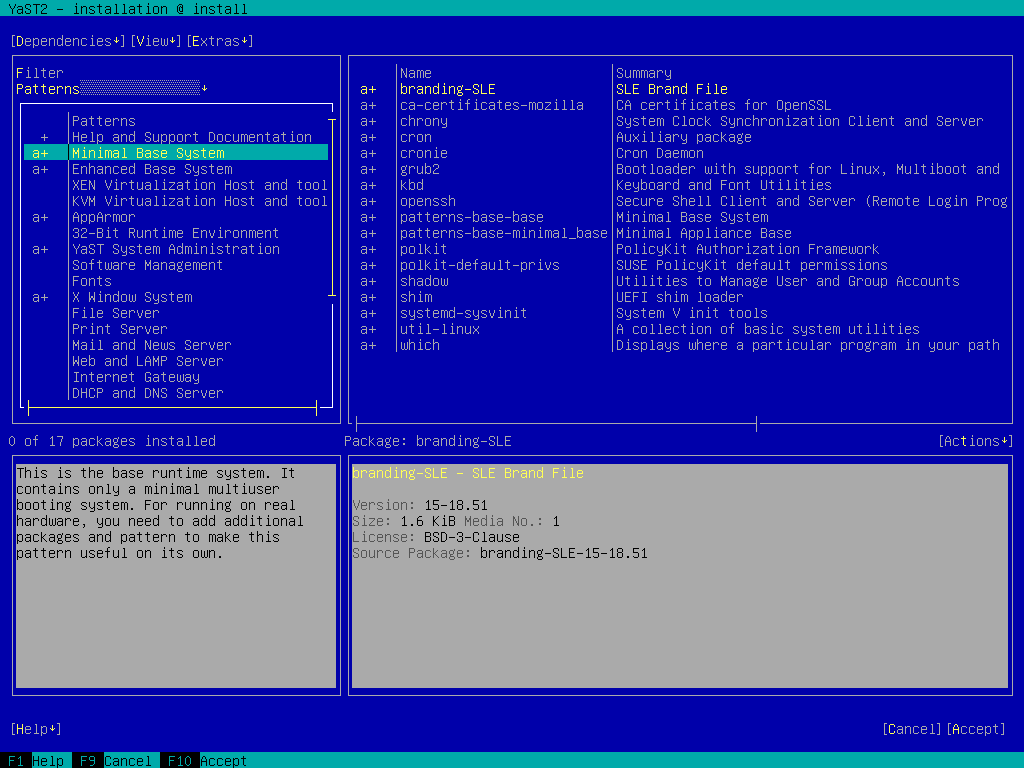 YaST2 - installation @ install
[Dependencies↓] [View↓] [Extras↓]
Filter
Patterns ↓
Patterns
+ Help and Support Documentation
a+ Minimal Base System
a+ Enhanced Base System
XEN Virtualization Host and tool
KVM Virtualization Host and tool
a+ AppArmor
32-Bit Runtime Environment
a+ YaST System Administration
Software Management
Fonts
a+ X Window System
File Server
Print Server
Mail and News Server
Web and LAMP Server
Internet Gateway
DHCP and DNS Server
Name Summary
a+ branding-SLE SLE Brand File
a+ ca-certificates-mozilla CA certificates for OpenSSL
a+ chrony System Clock Synchronization Client and Server
a+ cron Auxiliary package
a+ cronie Cron Daemon
a+ grub2 Bootloader with support for Linux, Multiboot and
a+ kbd Keyboard and Font Utilities
a+ openssh Secure Shell Client and Server (Remote Login Prog
a+ patterns-base-base Minimal Base System
a+ patterns-base-minimal_base Minimal Appliance Base
a+ polkit PolicyKit Authorization Framework
a+ polkit-default-privs SUSE PolicyKit default permissions
a+ shadow Utilities to Manage User and Group Accounts
a+ shim UEFI shim loader
a+ systemd-sysvinit System V init tools
a+ util-linux A collection of basic system utilities
a+ which Displays where a particular program in your path
0 of 17 packages installed
Package: branding-SLE [Actions↓]
This is the base runtime system. It
contains only a minimal multiuser
booting system. For running on real
hardware, you need to add additional
packages and pattern to make this
pattern useful on its own.
branding-SLE - SLE Brand File
Version: 15-18.51
Size: 1.6 KiB Media No.: 1
License: BSD-3-Clause
Source Package: branding-SLE-15-18.51
[Help↓] [Cancel] [Accept]
F1 Help F9 Cancel F10 Accept